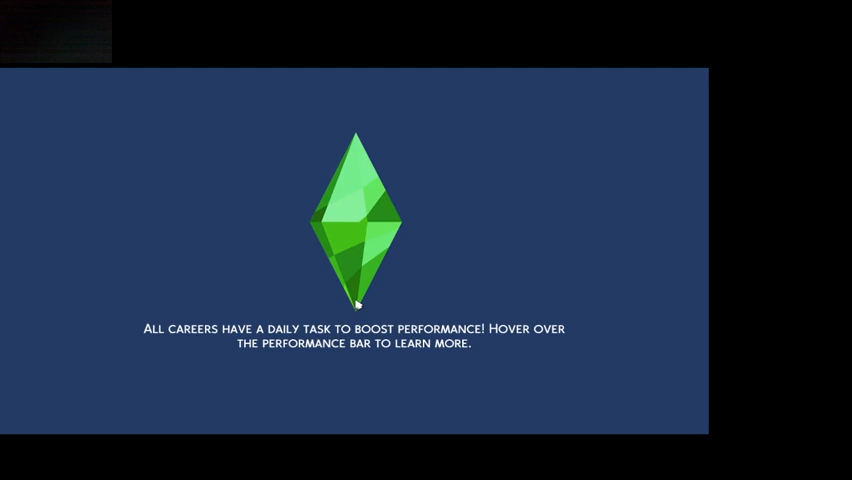 All careers have a daily task to boost performance! Hover over
the performance bar to learn more.